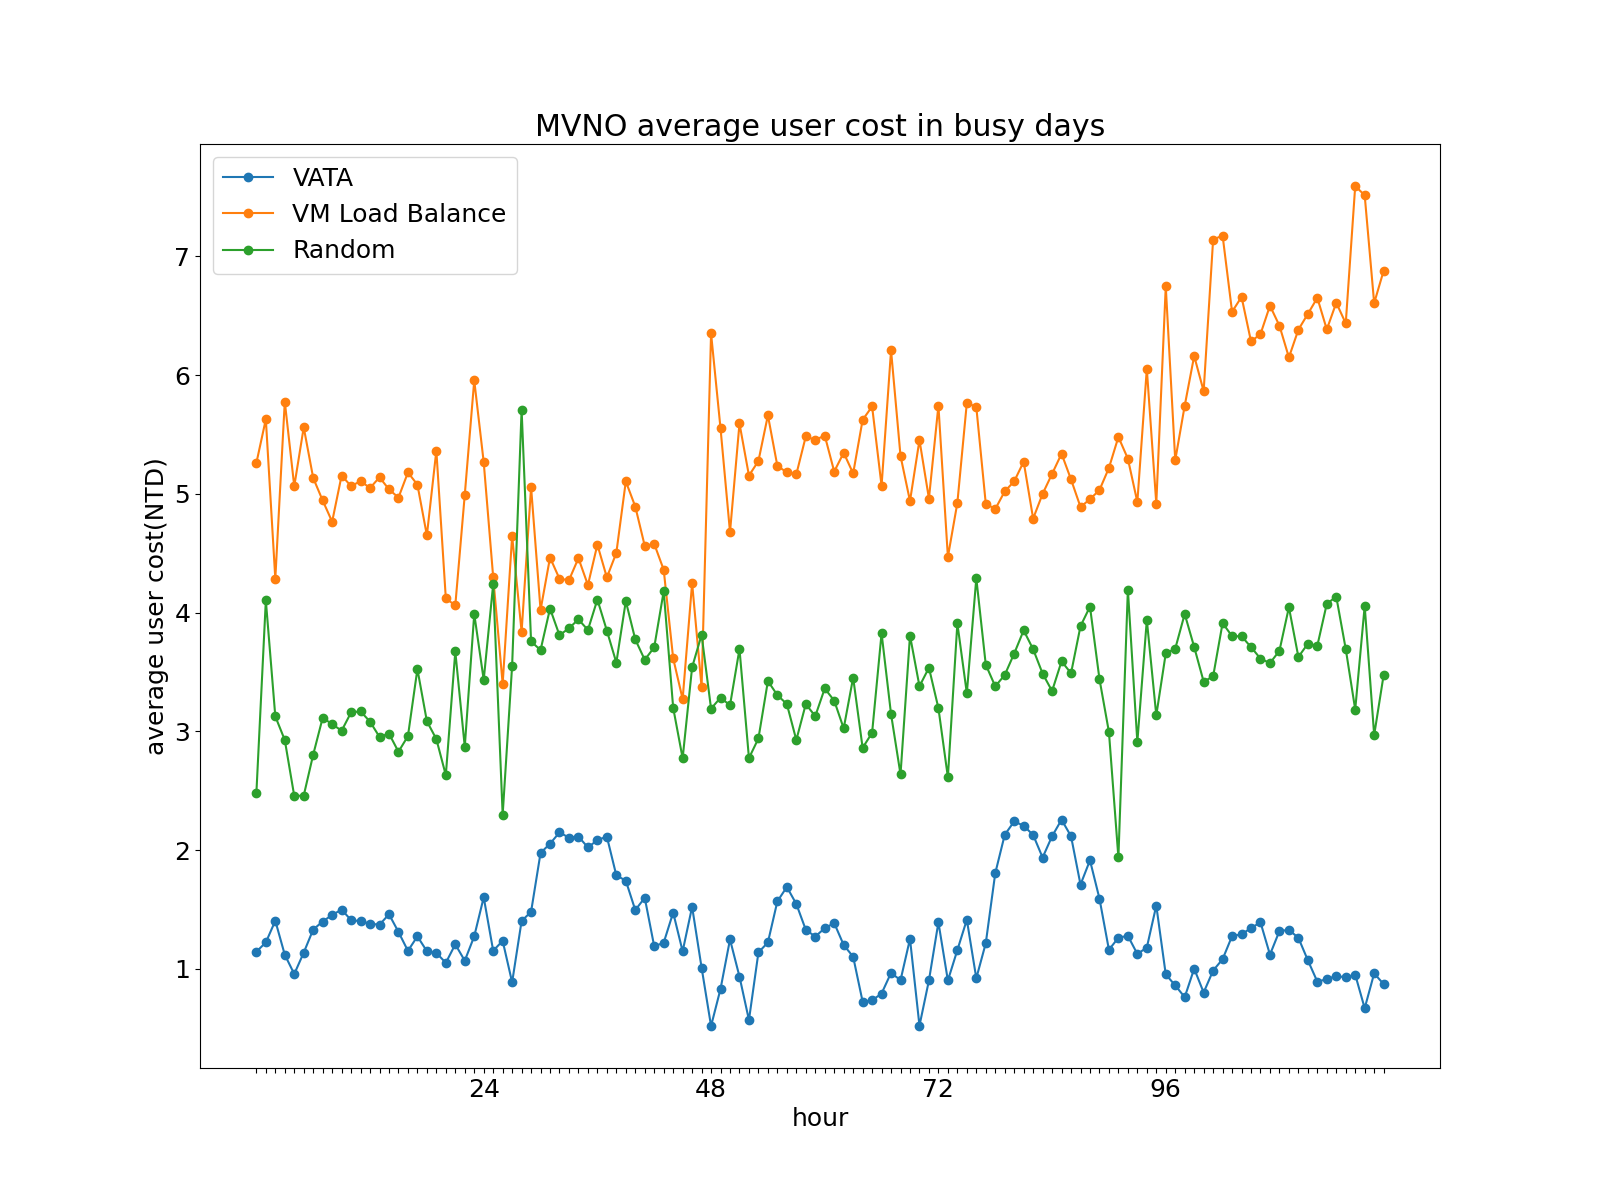 MVNO average user cost in busy days
VATA
VM Load Balance
Random
7
6
5
4
3
2
1
average user cost(NTD)
24 48 72 96
hour